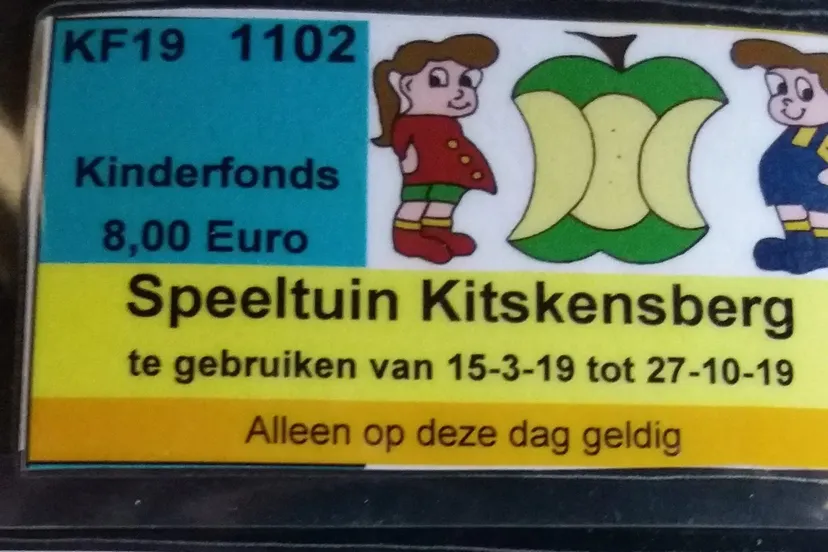 KF19 1102
Kinderfonds
8,00 Euro
Speeltuin Kitskensberg
te gebruiken van 15-3-19 tot 27-10-19
Alleen op deze dag geldig